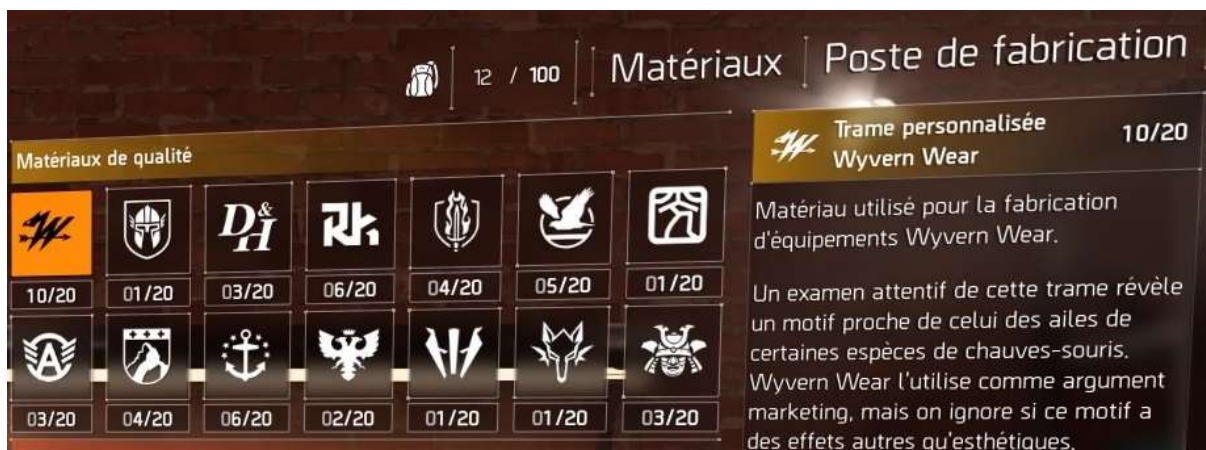 12 / 100 | Matériaux | Poste de fabrication
Matériaux de qualité
D&H
10/20 01/20 03/20 06/20 04/20 05/20 01/20
A
03/20 04/20 06/20 02/20 01/20 01/20 03/20
Trame personnalisée
Wyvern Wear
10/20
Matériau utilisé pour la fabrication
d'équipements Wyvern Wear.
Un examen attentif de cette trame révèle
un motif proche de celui des ailes de
certaines espèces de chauves-souris.
Wyvern Wear l'utilise comme argument
marketing, mais on ignore si ce motif a
des effets autres qu'esthétiques.